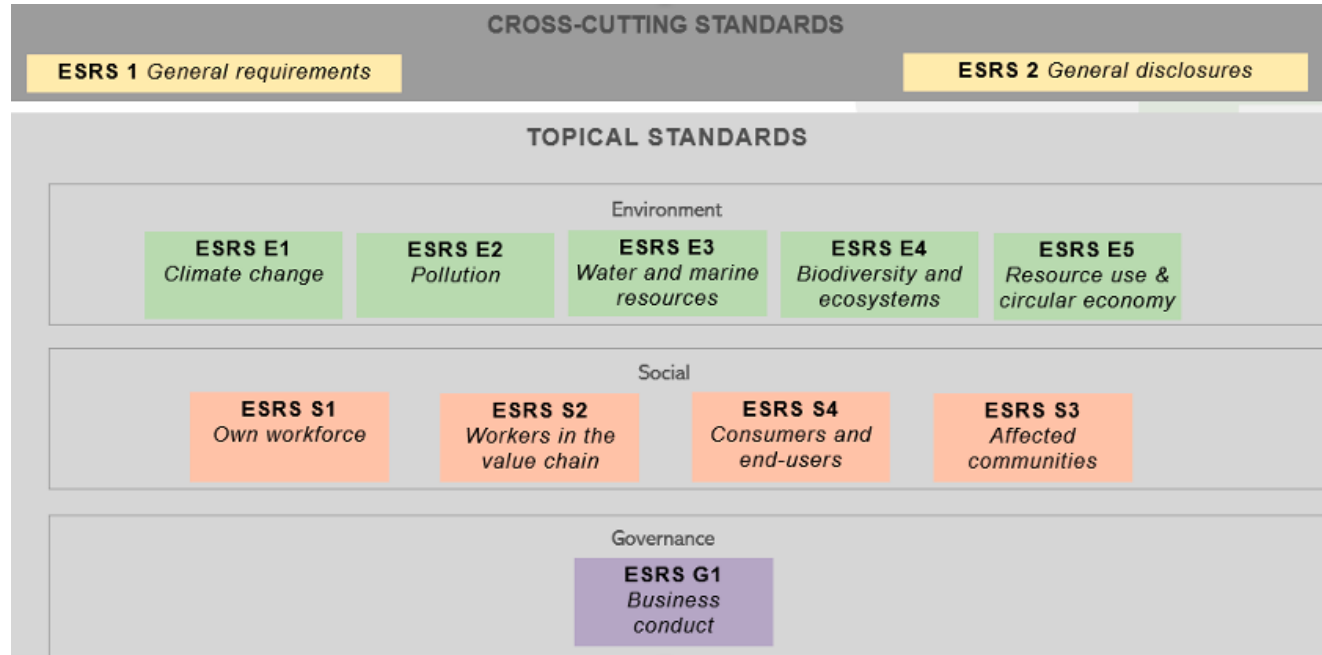 CROSS-CUTTING STANDARDS
ESRS 1 General requirements
ESRS 2 General disclosures
TOPICAL STANDARDS
Environment
ESRS E1
Climate change
ESRS E2
Pollution
ESRS E3
Water and marine
resources
ESRS E4
Biodiversity and
ecosystems
ESRS E5
Resource use &
circular economy
Social
ESRS S1
Own workforce
ESRS S2
Workers in the
value chain
ESRS S4
Consumers and
end-users
ESRS S3
Affected
communities
Governance
ESRS G1
Business
conduct